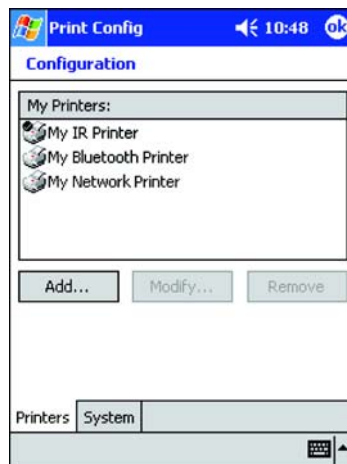 Print Config 10:48 ok
Configuration
My Printers:
My IR Printer
My Bluetooth Printer
My Network Printer
Add... Modify... Remove
Printers System